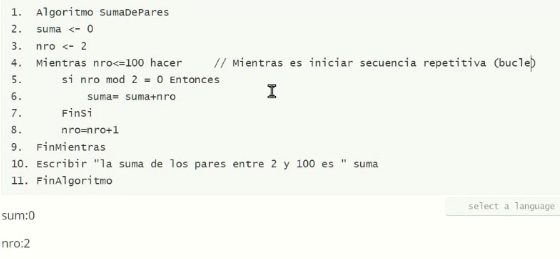 1. Algoritmo SumaDePares
2. suma <- 0
3. nro <- 2
4. Mientras nro<=100 hacer // Mientras es iniciar secuencia repetitiva (bucle)
5. si nro mod 2 = 0 Entonces
6. suma= suma+nro
7. FinSi
8. nro=nro+1
9. FinMientras
10. Escribir "la suma de los pares entre 2 y 100 es " suma
11. FinAlgoritmo
select a language
sum:0
nro:2